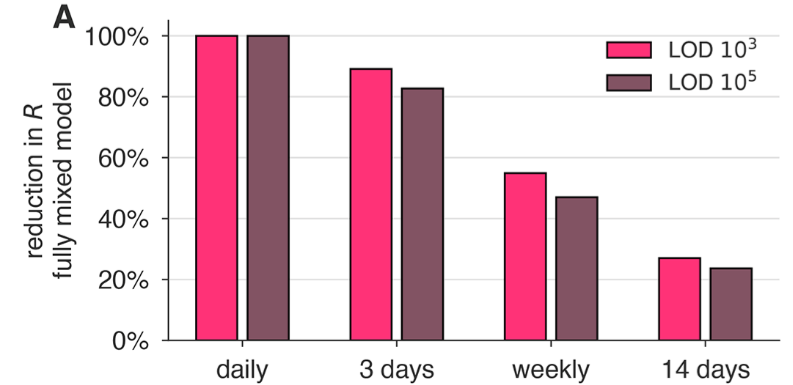 A
reduction in R
fully mixed model
100%
80%
60%
40%
20%
0%
LOD 10³
LOD 10⁵
daily
3 days
weekly
14 days